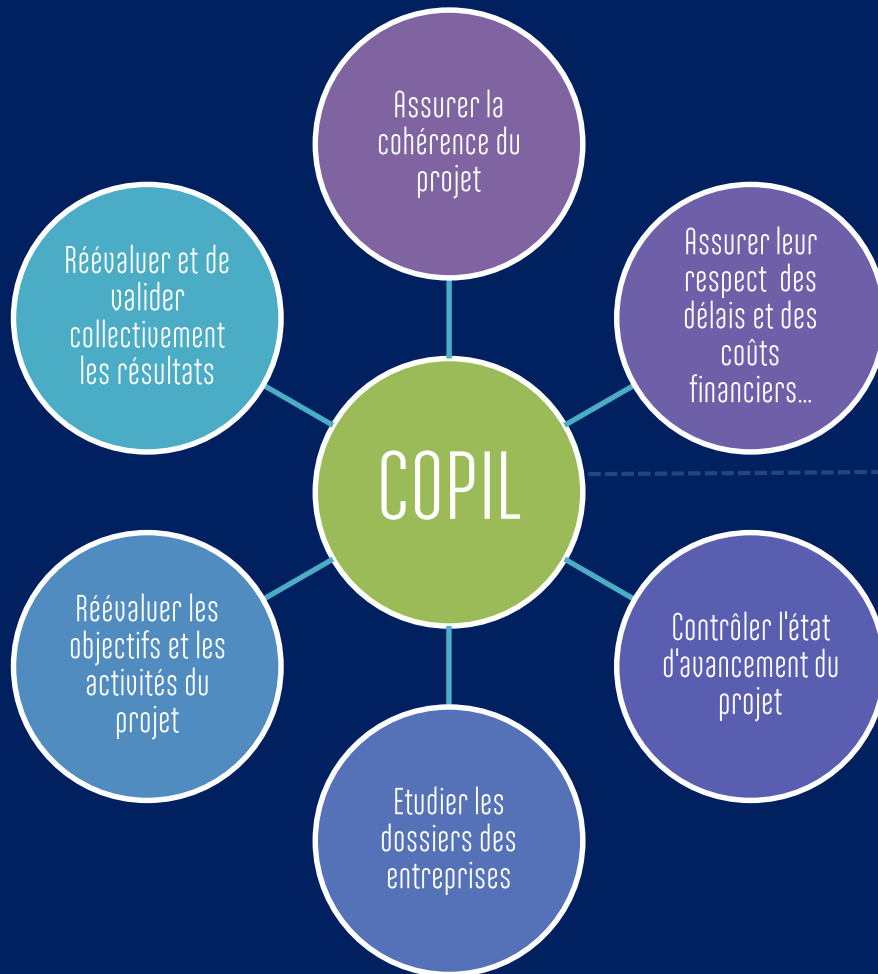 Assurer la
cohérence du
projet
Assurer leur
respect des
délais et des
coûts
financiers...
Contrôler l'état
d'avancement du
projet
Etudier les
dossiers des
entreprises
Réévaluer les
objectifs et les
activités du
projet
Réévaluer et de
valider
collectivement
les résultats
COPIL